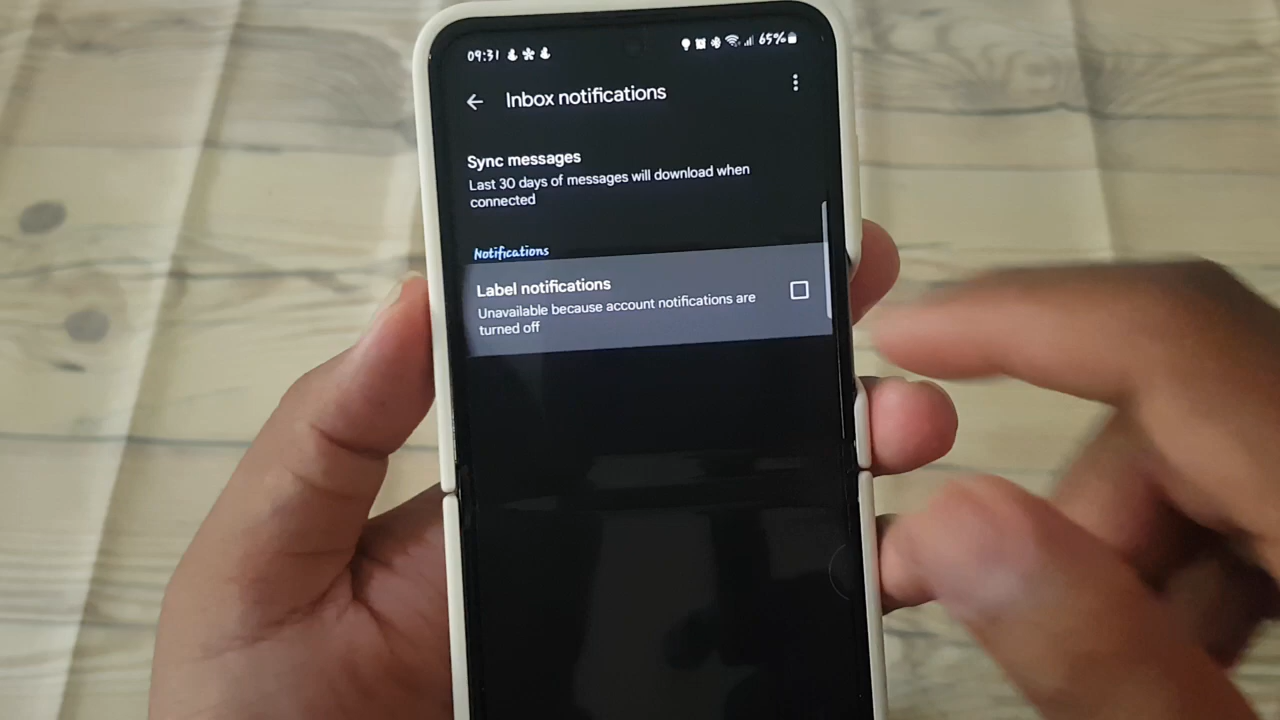 09:31
65%
Inbox notifications
Sync messages
Last 30 days of messages will download when
connected
Notifications
Label notifications
Unavailable because account notifications are
turned off